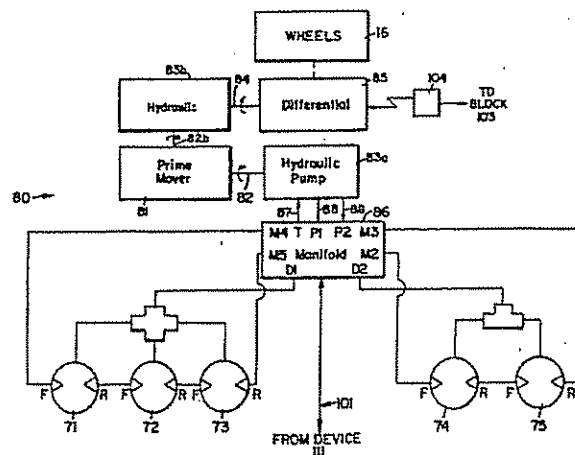 WHEELS
16
83b
84
85
104
Hydraulic
Differential
TO
BLOCK
103
82b
Prime
Mover
Hydraulic
Pump
83a
80
81
82
87
88
88
86
M4 T P1 P2 M3
M5 Manifold M2
D1 D2
F R F R F R
F R F R
71
72
73
101
74
75
FROM DEVICE
111